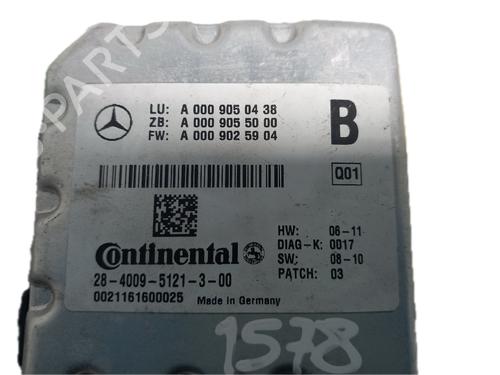 LU: A 000 905 04 38
ZB: A 000 905 50 00
FW: A 000 902 59 04
B
Q01
HW: 06-11
DIAG-K: 0017
SW: 08-10
PATCH: 03
Continental
28-4009-5121-3-00
0021161600025 Made in Germany
1578